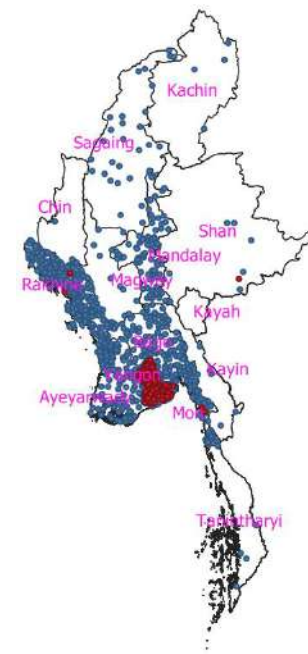 Kachin
Sagaing
Chin
Shan
Mandalay
Magway
Rakhine
Kayah
Bago
Yangon
Kayin
Ayeyarwady
Mon
Tanintharyi